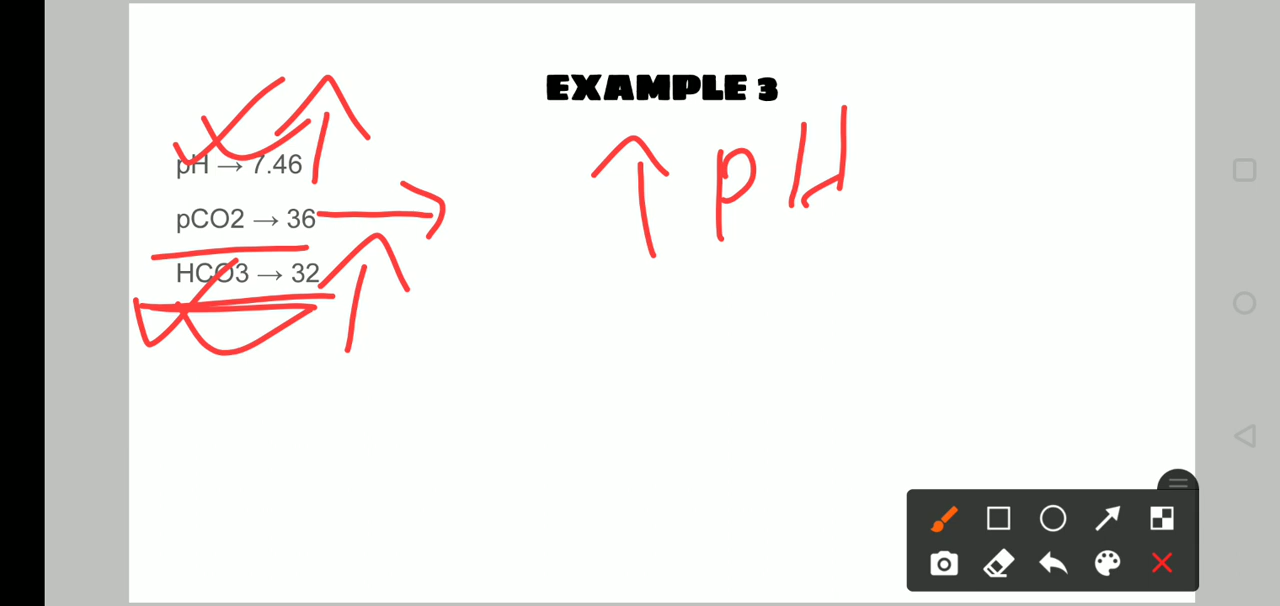 EXAMPLE 3
pH → 7.46
pCO2 → 36
HCO3 → 32
↑ pH